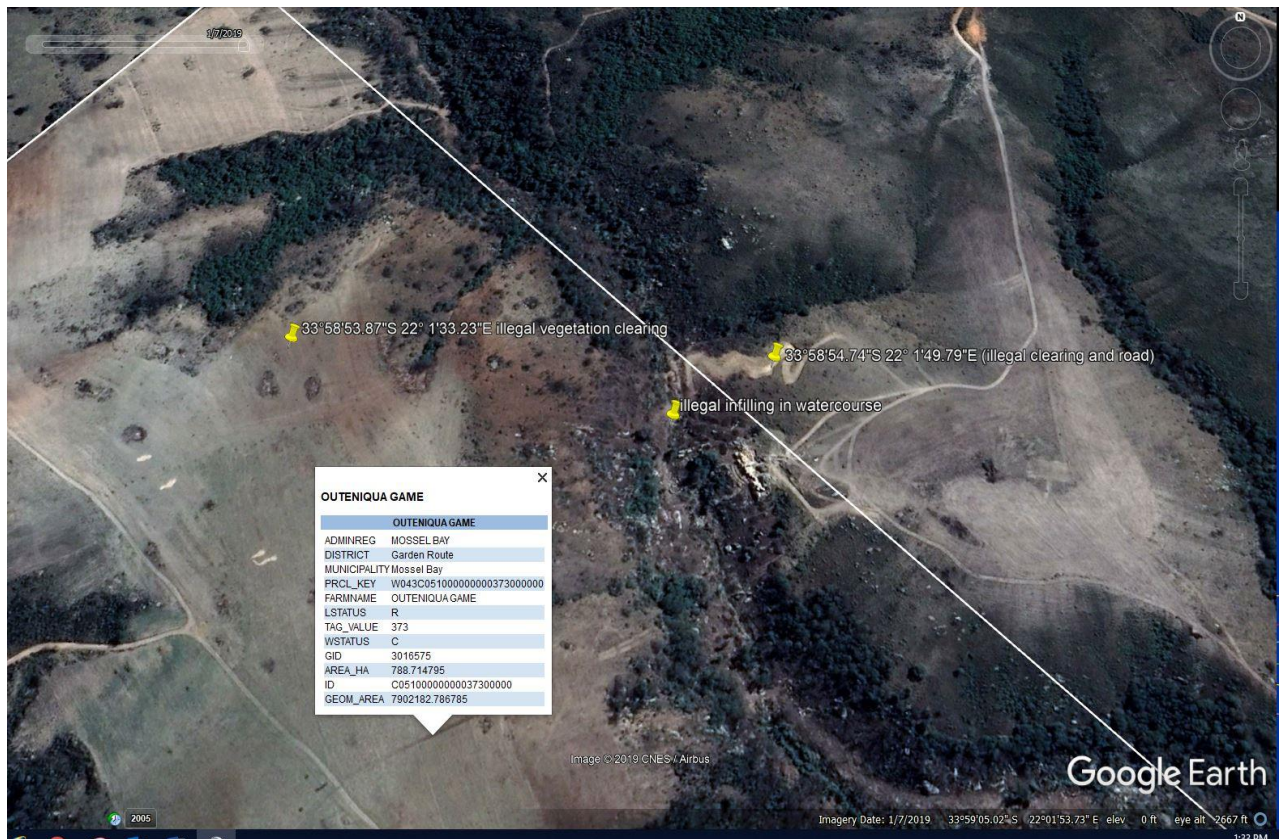 1/7/2019
N
33°58'53.87"S 22° 1'33.23"E illegal vegetation clearing
33°58'54.74"S 22° 1'49.79"E (illegal clearing and road)
illegal infilling in watercourse
OUTENIQUA GAME
OUTENIQUA GAME
ADMINREG MOSSEL BAY
DISTRICT Garden Route
MUNICIPALITY Mossel Bay
PRCL_KEY W043C05100000000000373000000
FARMNAME OUTENIQUA GAME
LSTATUS R
TAG_VALUE 373
WSTATUS C
GID 3016575
AREA_HA 788.714795
ID C05100000000037300000
GEOM_AREA 7902182.786785
Image © 2019 CNES / Airbus
Google Earth
2005
Imagery Date: 1/7/2019 33°59'05.02" S 22°01'53.73" E elev 0 ft eye alt 2667 ft
1:33 PM